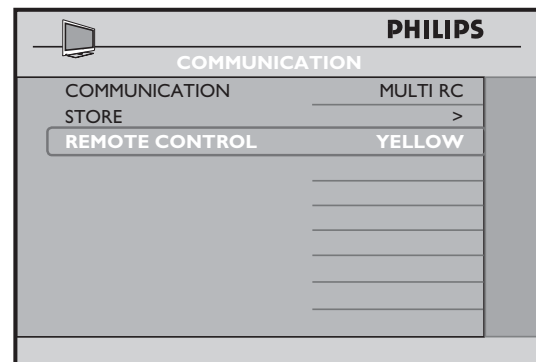 PHILIPS
COMMUNICATION
COMMUNICATION MULTI RC
STORE >
REMOTE CONTROL YELLOW